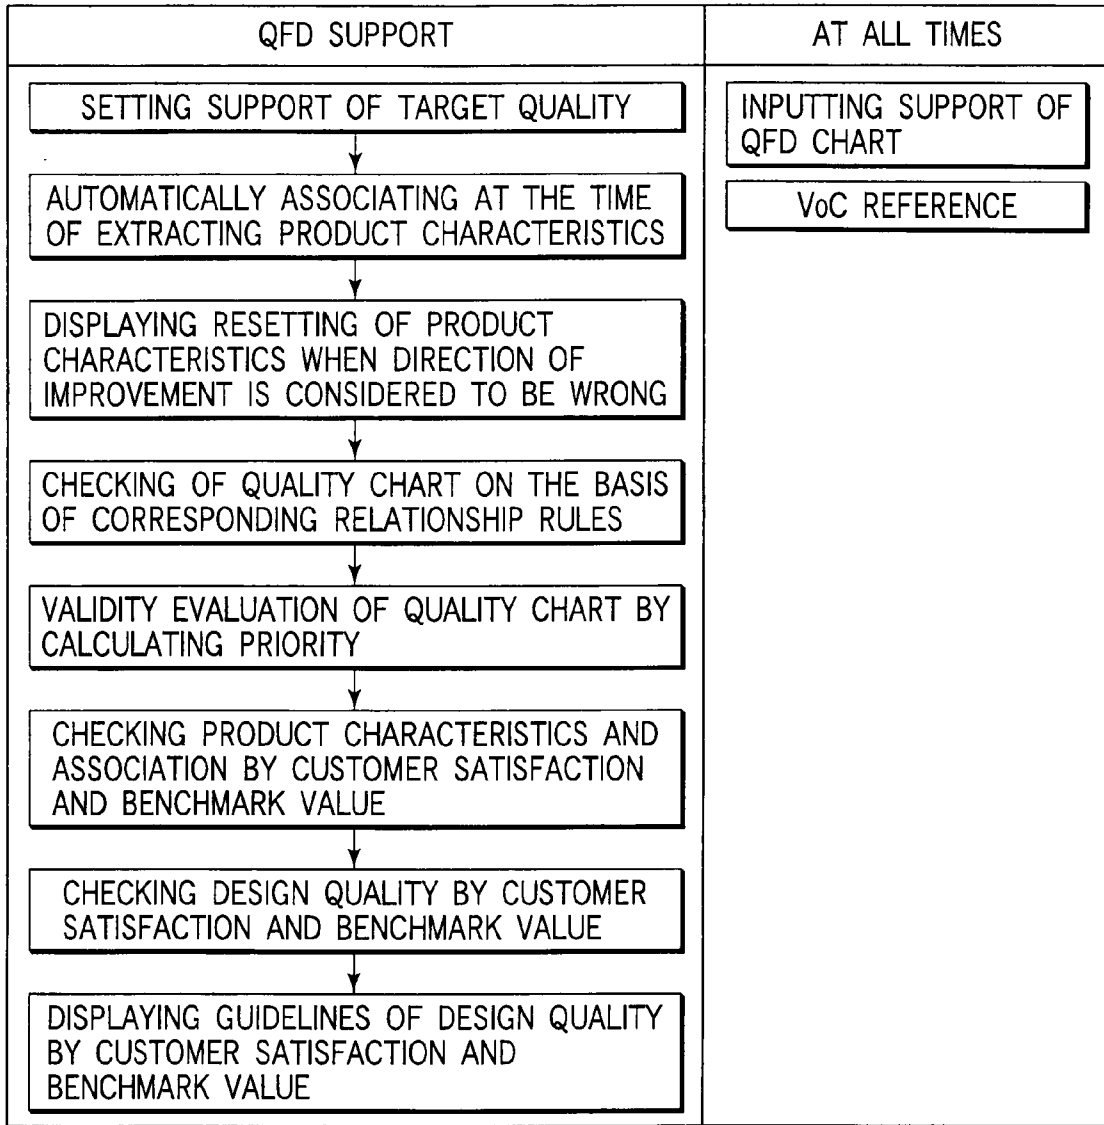 QFD SUPPORT
SETTING SUPPORT OF TARGET QUALITY
AUTOMATICALLY ASSOCIATING AT THE TIME
OF EXTRACTING PRODUCT CHARACTERISTICS
DISPLAYING RESETTING OF PRODUCT
CHARACTERISTICS WHEN DIRECTION OF
IMPROVEMENT IS CONSIDERED TO BE WRONG
CHECKING OF QUALITY CHART ON THE BASIS
OF CORRESPONDING RELATIONSHIP RULES
VALIDITY EVALUATION OF QUALITY CHART BY
CALCULATING PRIORITY
CHECKING PRODUCT CHARACTERISTICS AND
ASSOCIATION BY CUSTOMER SATISFACTION
AND BENCHMARK VALUE
CHECKING DESIGN QUALITY BY CUSTOMER
SATISFACTION AND BENCHMARK VALUE
DISPLAYING GUIDELINES OF DESIGN QUALITY
BY CUSTOMER SATISFACTION AND
BENCHMARK VALUE
AT ALL TIMES
INPUTTING SUPPORT OF
QFD CHART
VoC REFERENCE